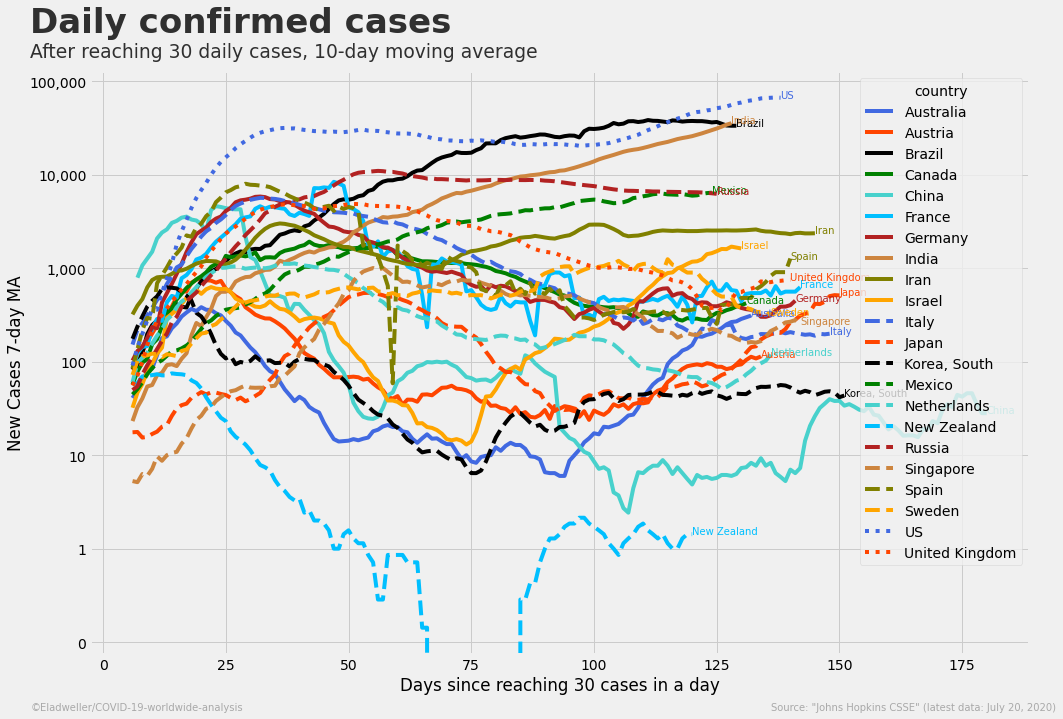 Daily confirmed cases
After reaching 30 daily cases, 10-day moving average
New Cases 7-day MA
100,000
10,000
1,000
100
10
1
0
US
India
Brazil
Mexico
Russia
Iran
Israel
Spain
United Kingdo
France
Japan
Germany
Canada
Australia
Singapore
Italy
Netherlands
Austria
Korea, South
China
New Zealand
country
Australia
Austria
Brazil
Canada
China
France
Germany
India
Iran
Israel
Italy
Japan
Korea, South
Mexico
Netherlands
New Zealand
Russia
Singapore
Spain
Sweden
US
United Kingdom
0 25 50 75 100 125 150 175
Days since reaching 30 cases in a day
©Eladweller/COVID-19-worldwide-analysis
Source: "Johns Hopkins CSSE" (latest data: July 20, 2020)